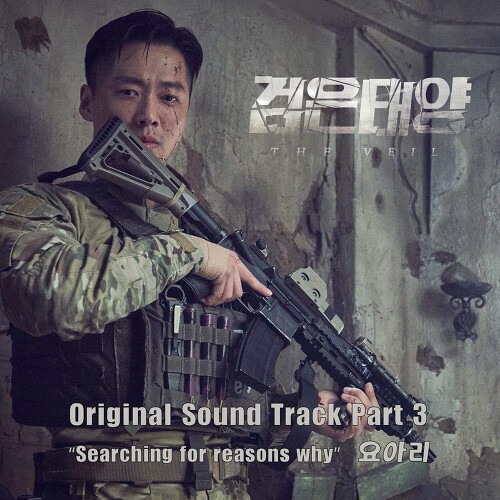 검은태양
THE VEIL
Original Sound Track Part 3
“Searching for reasons why” 요아리